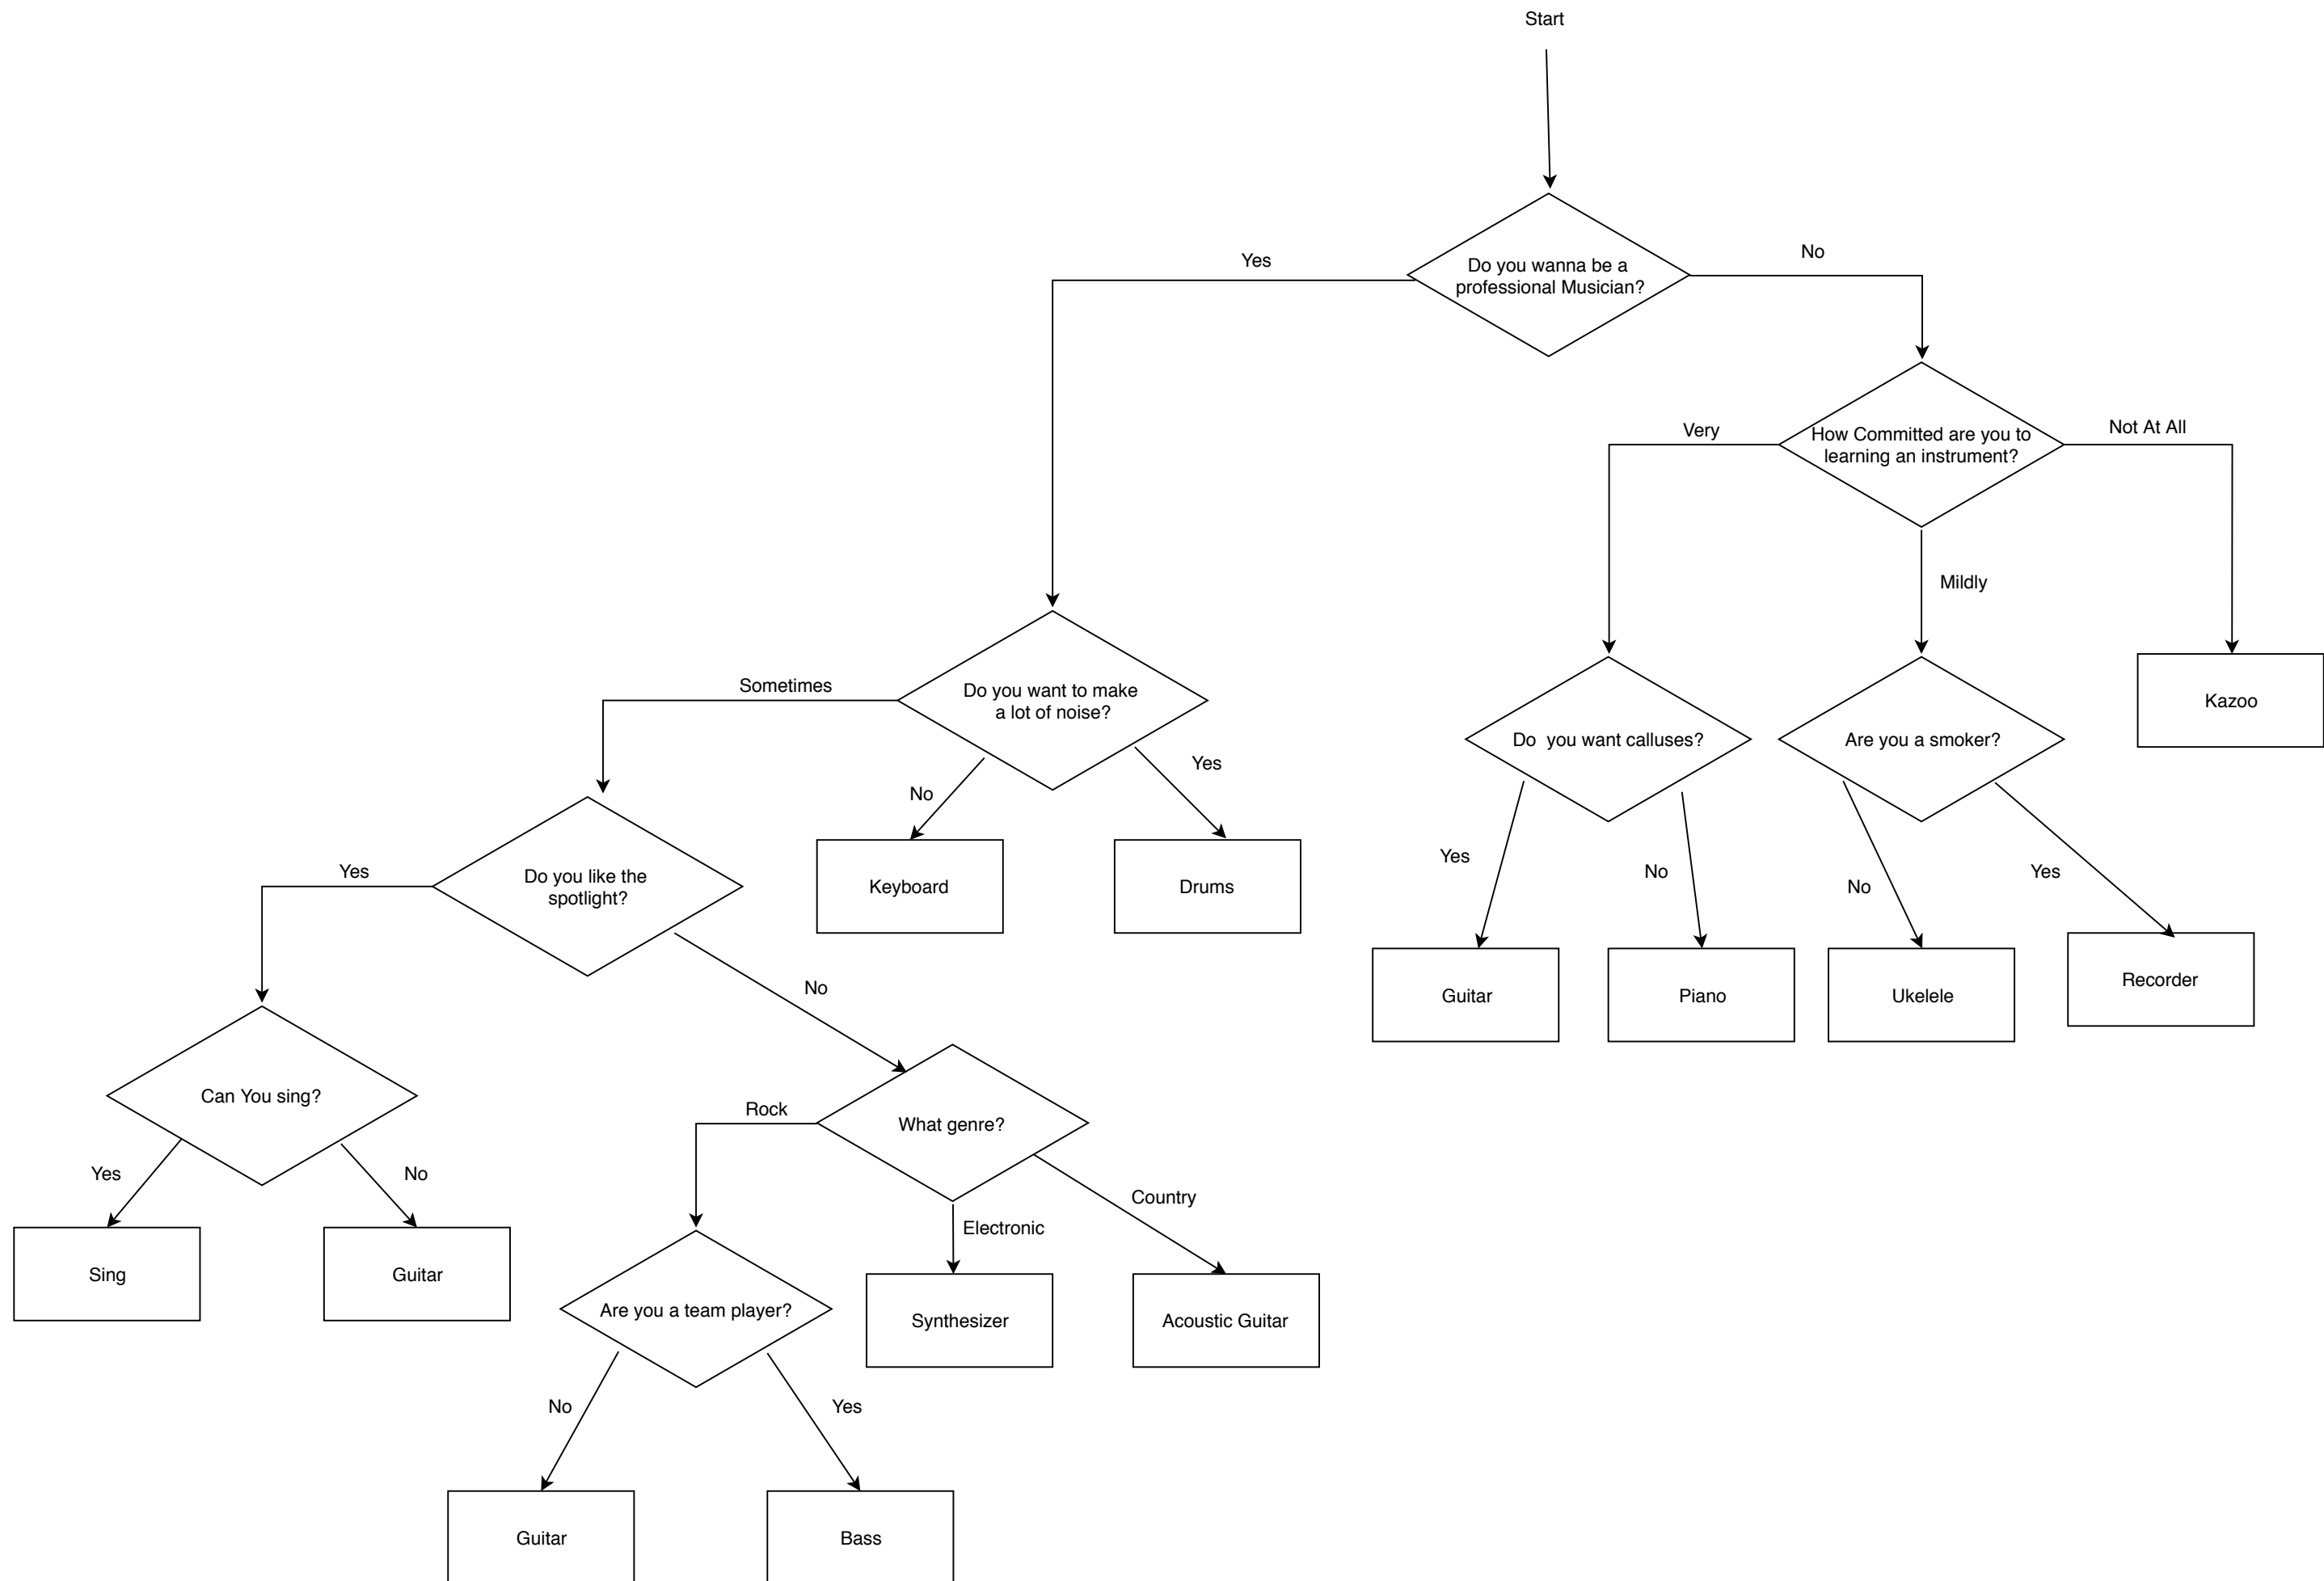 Start
Yes
No
Do you wanna be a
professional Musician?
Very
Not At All
How Committed are you to
learning an instrument?
Mildly
Sometimes
Do you want to make
a lot of noise?
Kazoo
Do  you want calluses?
Are you a smoker?
Yes
No
Yes
Do you like the
spotlight?
Keyboard
Drums
Yes
No
No
Yes
No
Guitar
Piano
Ukelele
Recorder
Can You sing?
Rock
What genre?
Yes
No
Country
Electronic
Sing
Guitar
Are you a team player?
Synthesizer
Acoustic Guitar
No
Yes
Guitar
Bass